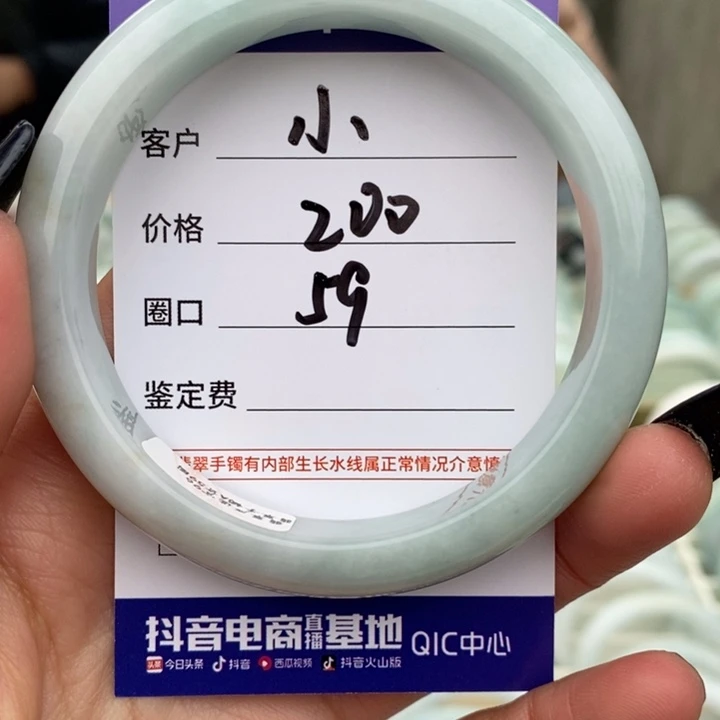 客户 小
价格 200
圈口 59
鉴定费
翡翠手镯有内部生长水线属正常情况介意慎
抖音电商直播基地 QIC中心
今日头条 抖音 西瓜视频 抖音火山版